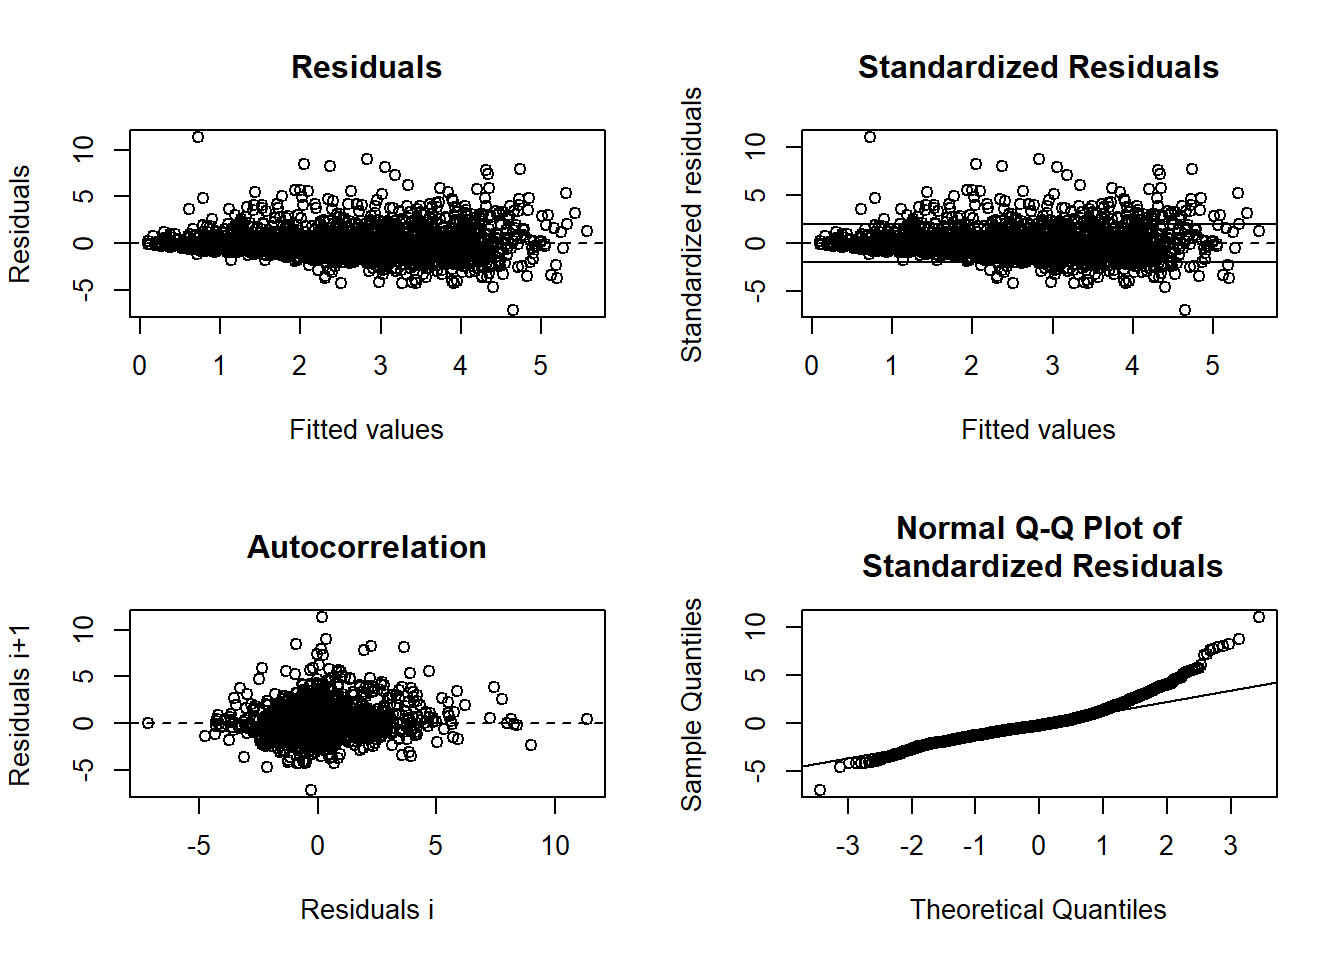 Residuals
Residuals
10
5
0
-5
0 1 2 3 4 5
Fitted values
Standardized Residuals
Standardized residuals
10
5
0
-5
0 1 2 3 4 5
Fitted values
Autocorrelation
Residuals i+1
10
5
0
-5
-5 0 5 10
Residuals i
Normal Q-Q Plot of
Standardized Residuals
Sample Quantiles
10
5
0
-5
-3 -2 -1 0 1 2 3
Theoretical Quantiles